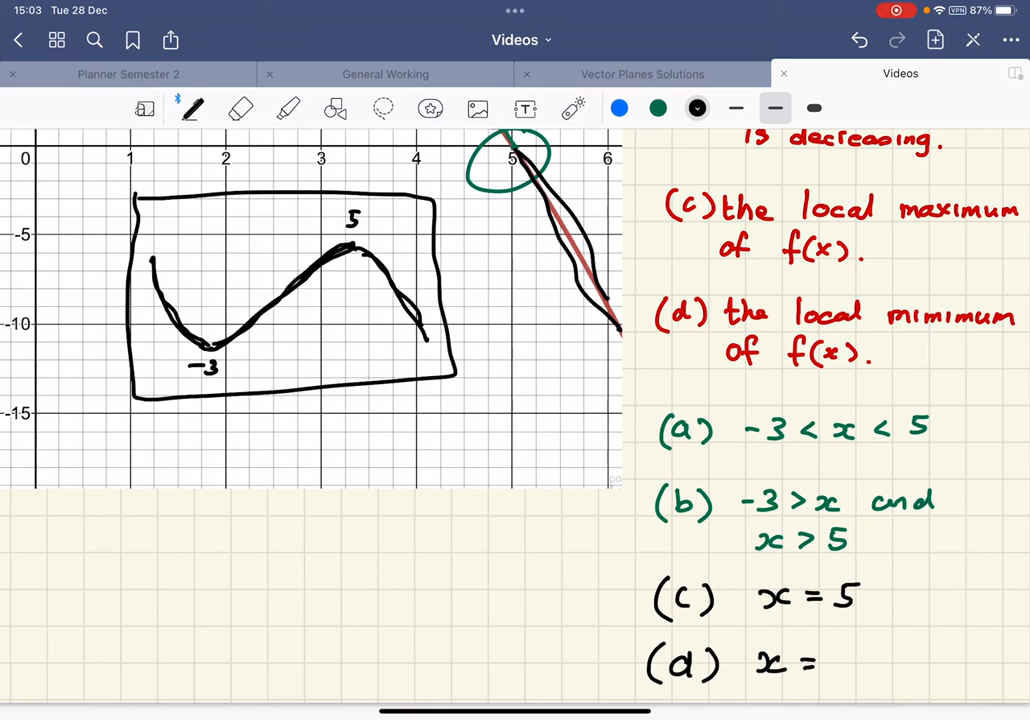 15:03 Tue 28 Dec
VPN 87%
Videos
Planner Semester 2
General Working
Vector Planes Solutions
Videos
is decreasing.
0 1 2 3 4 5 6
-5
-10
-15
5
-3
(c) the local maximum
of f(x).
(d) the local mimimum
of f(x).
(a) -3 < x < 5
(b) -3 > x and
x > 5
(c) x = 5
(d) x =